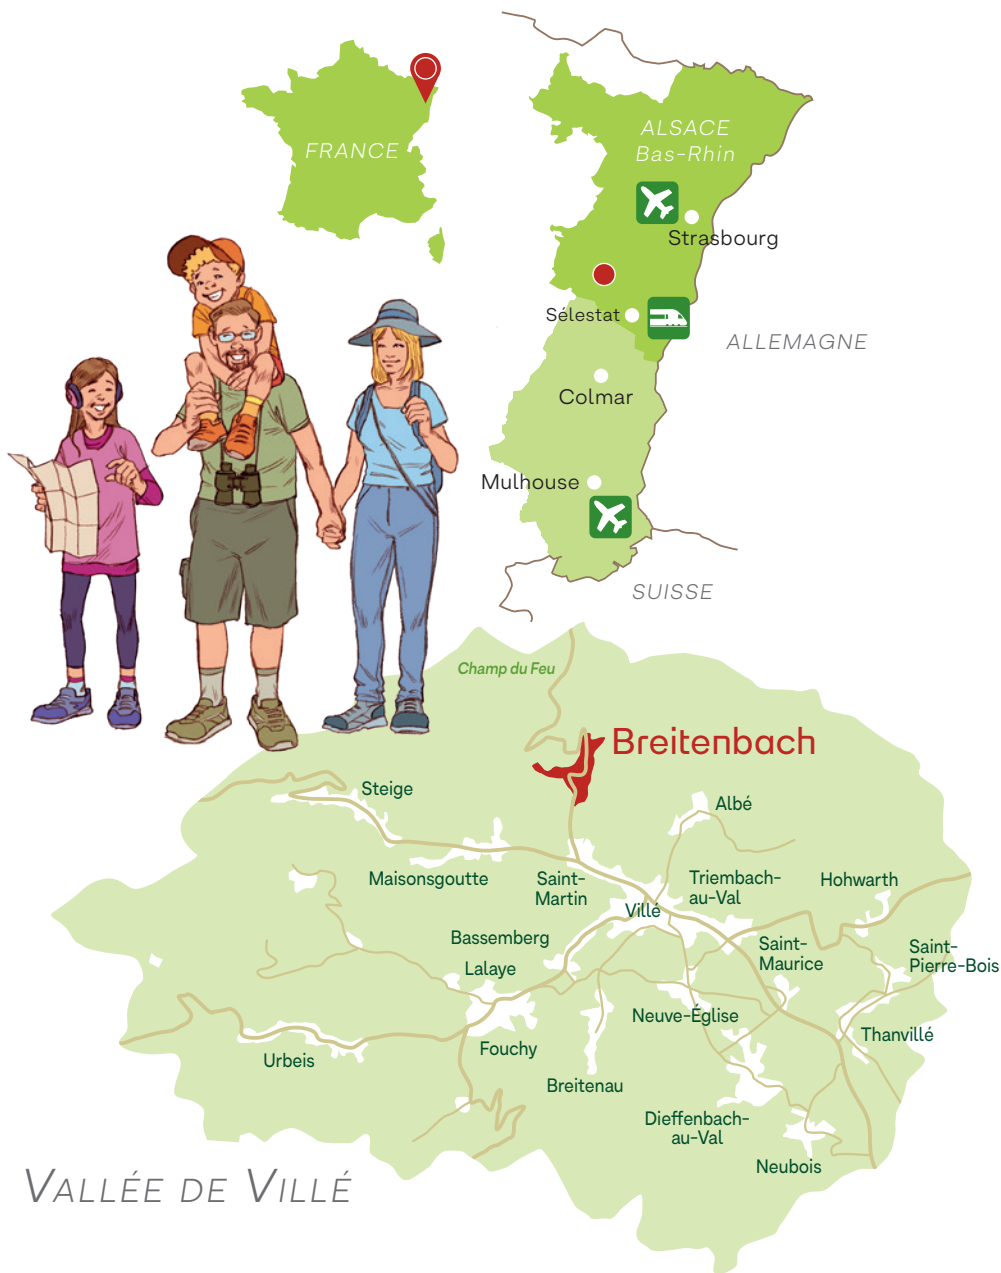 FRANCE
ALSACE
Bas-Rhin
Strasbourg
Sélestat
ALLEMAGNE
Colmar
Mulhouse
SUISSE
Champ du Feu
Breitenbach
Steige
Albé
Maisonsgoutte
Saint-
Martin
Triembach-
au-Val
Hohwarth
Villé
Bassemberg
Saint-
Maurice
Saint-
Pierre-Bois
Lalaye
Neuve-Église
Thanvillé
Fouchy
Urbeis
Breitenau
Dieffenbach-
au-Val
Neubois
VALLÉE DE VILLÉ